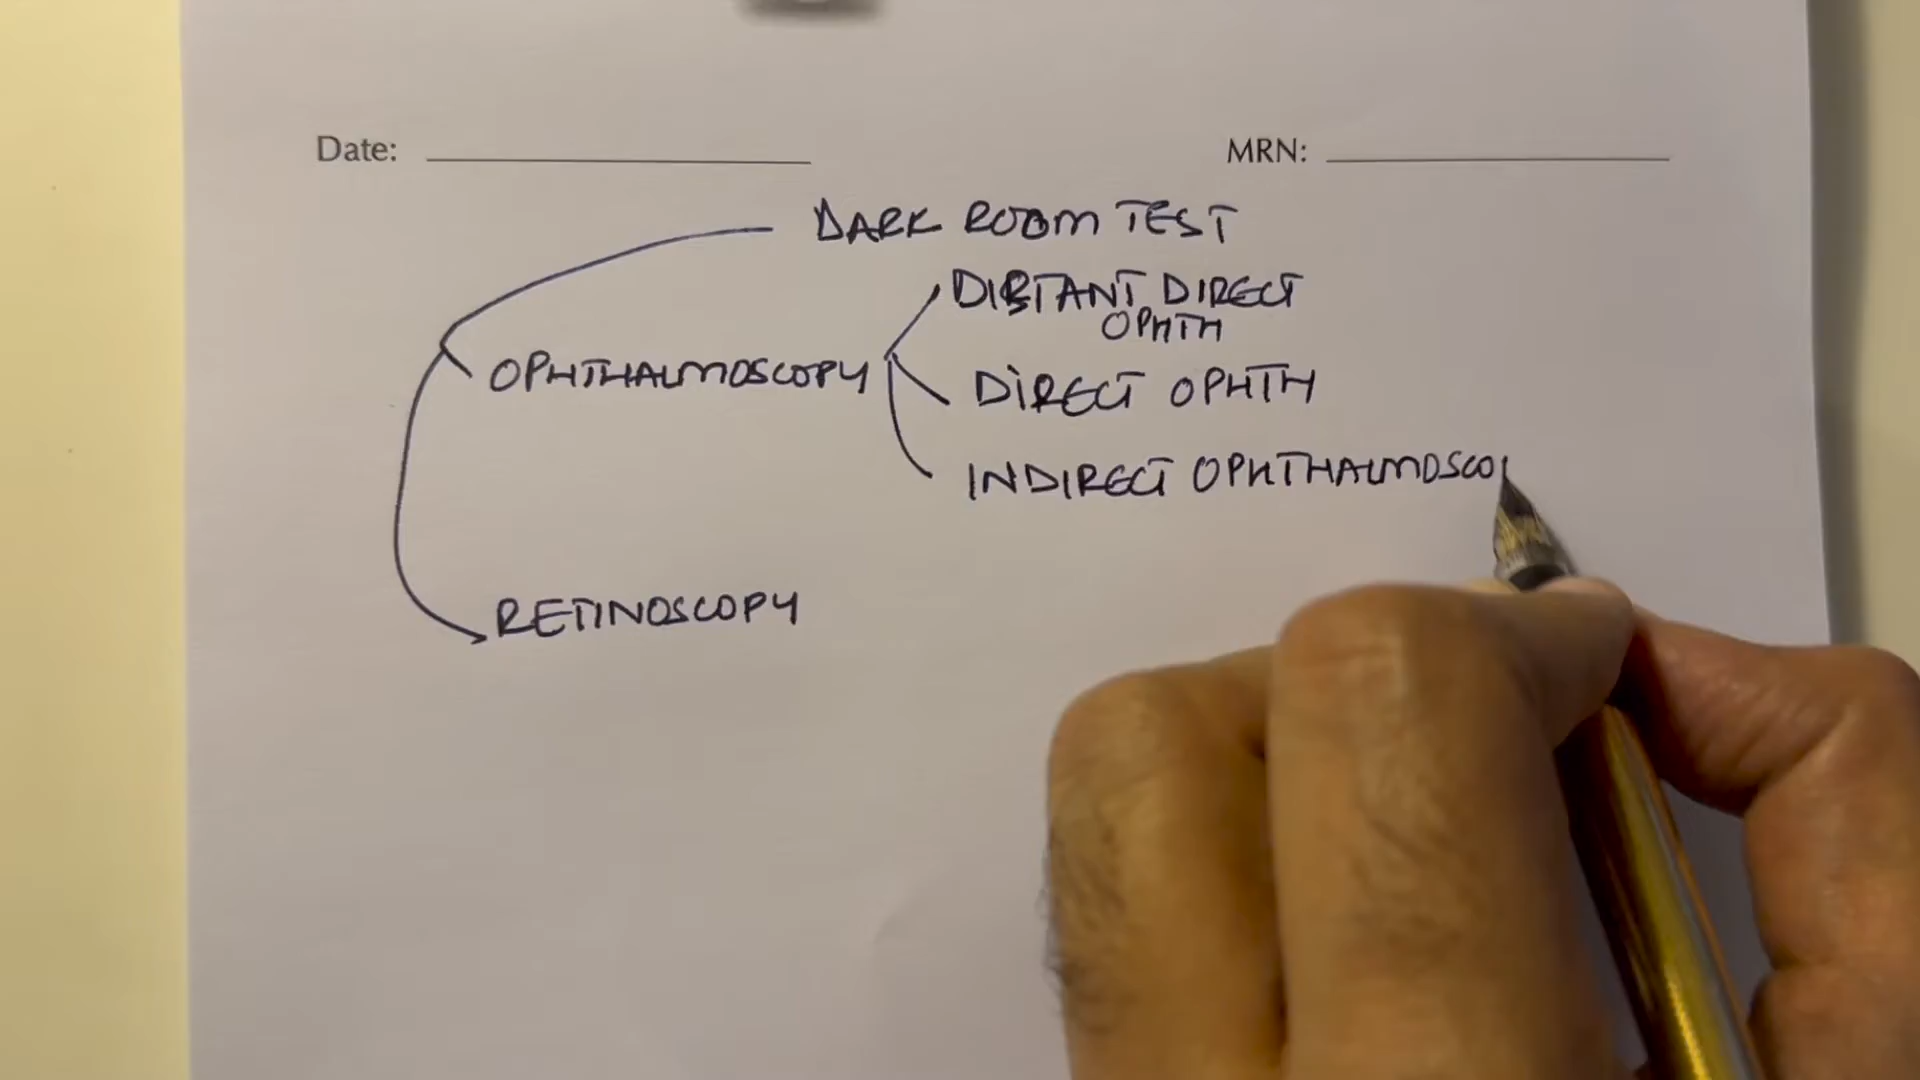 Date: MRN:
DARK ROOM TEST
DISTANT DIRECT
OPHTH
OPHTHALMOSCOPY
DIRECT OPHTH
INDIRECT OPHTHALMOSCO
RETINOSCOPY